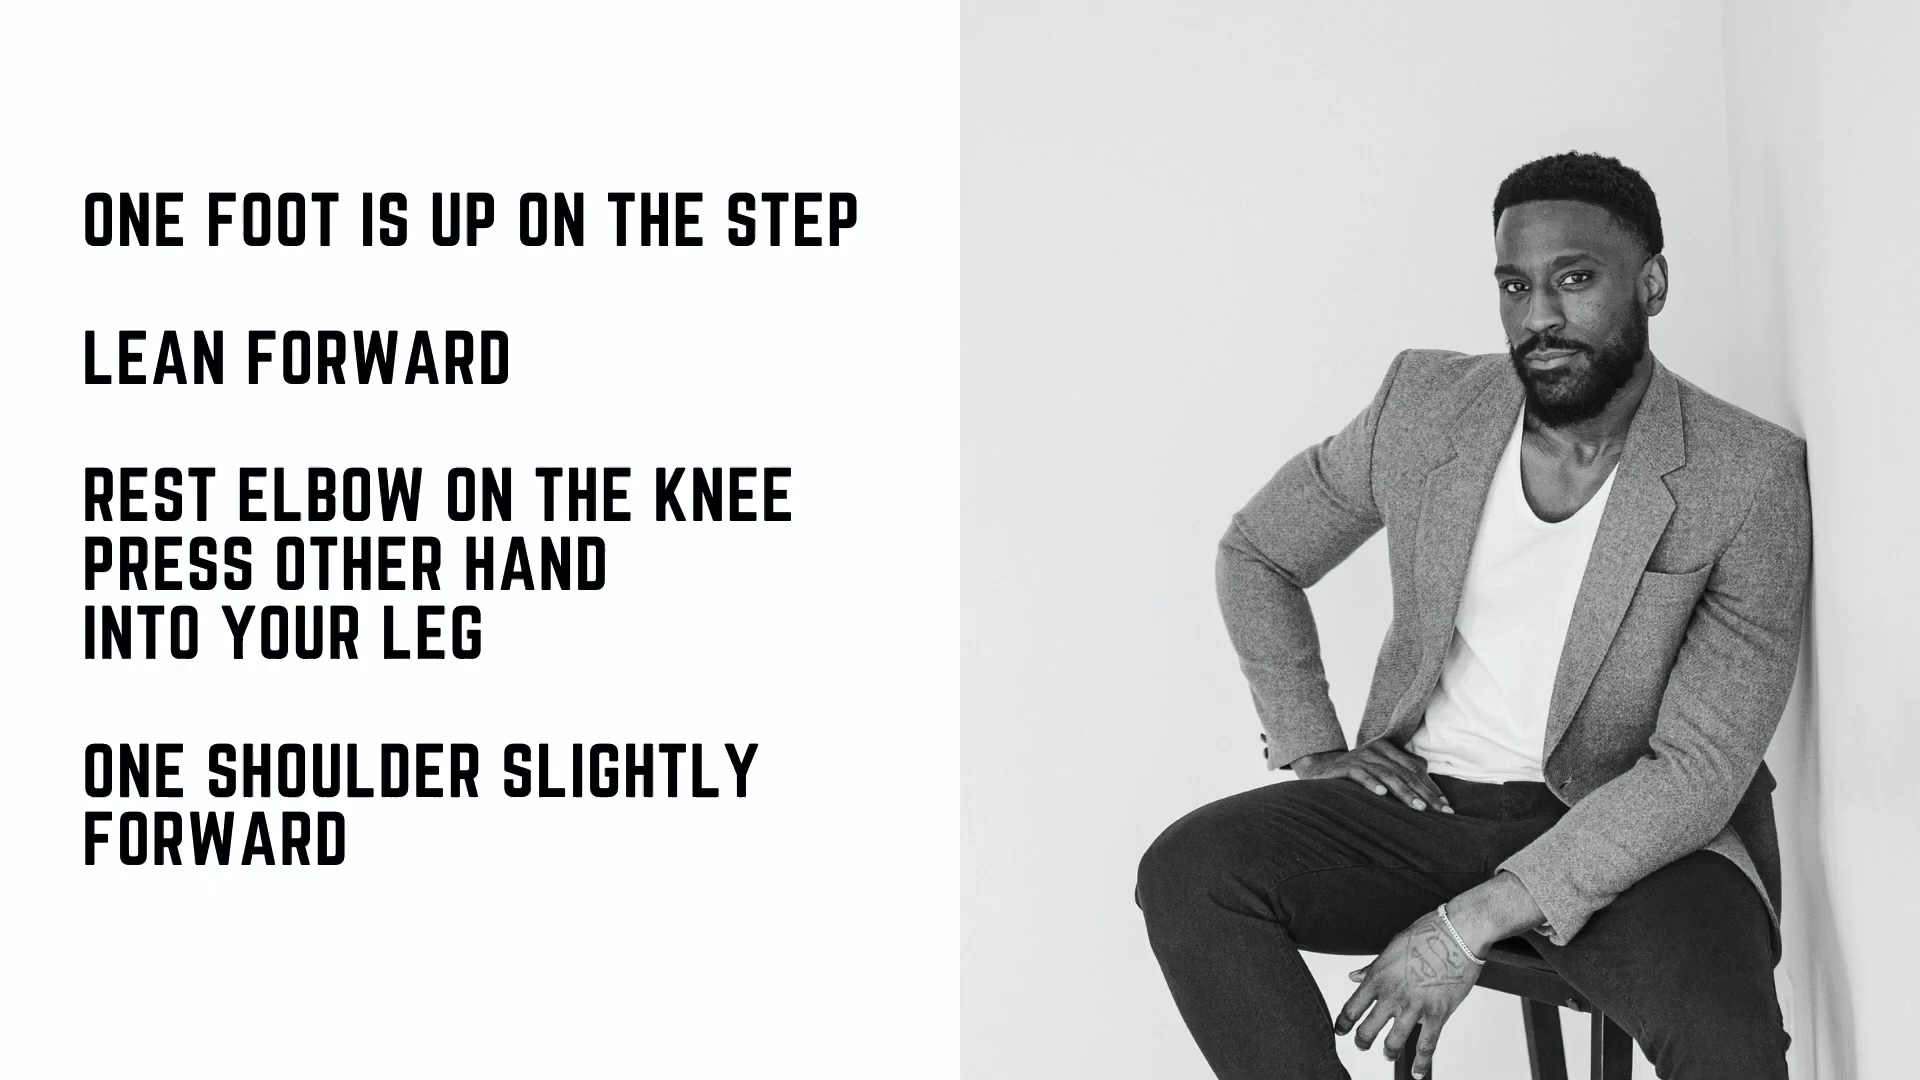 ONE FOOT IS UP ON THE STEP
LEAN FORWARD
REST ELBOW ON THE KNEE
PRESS OTHER HAND
INTO YOUR LEG
ONE SHOULDER SLIGHTLY
FORWARD